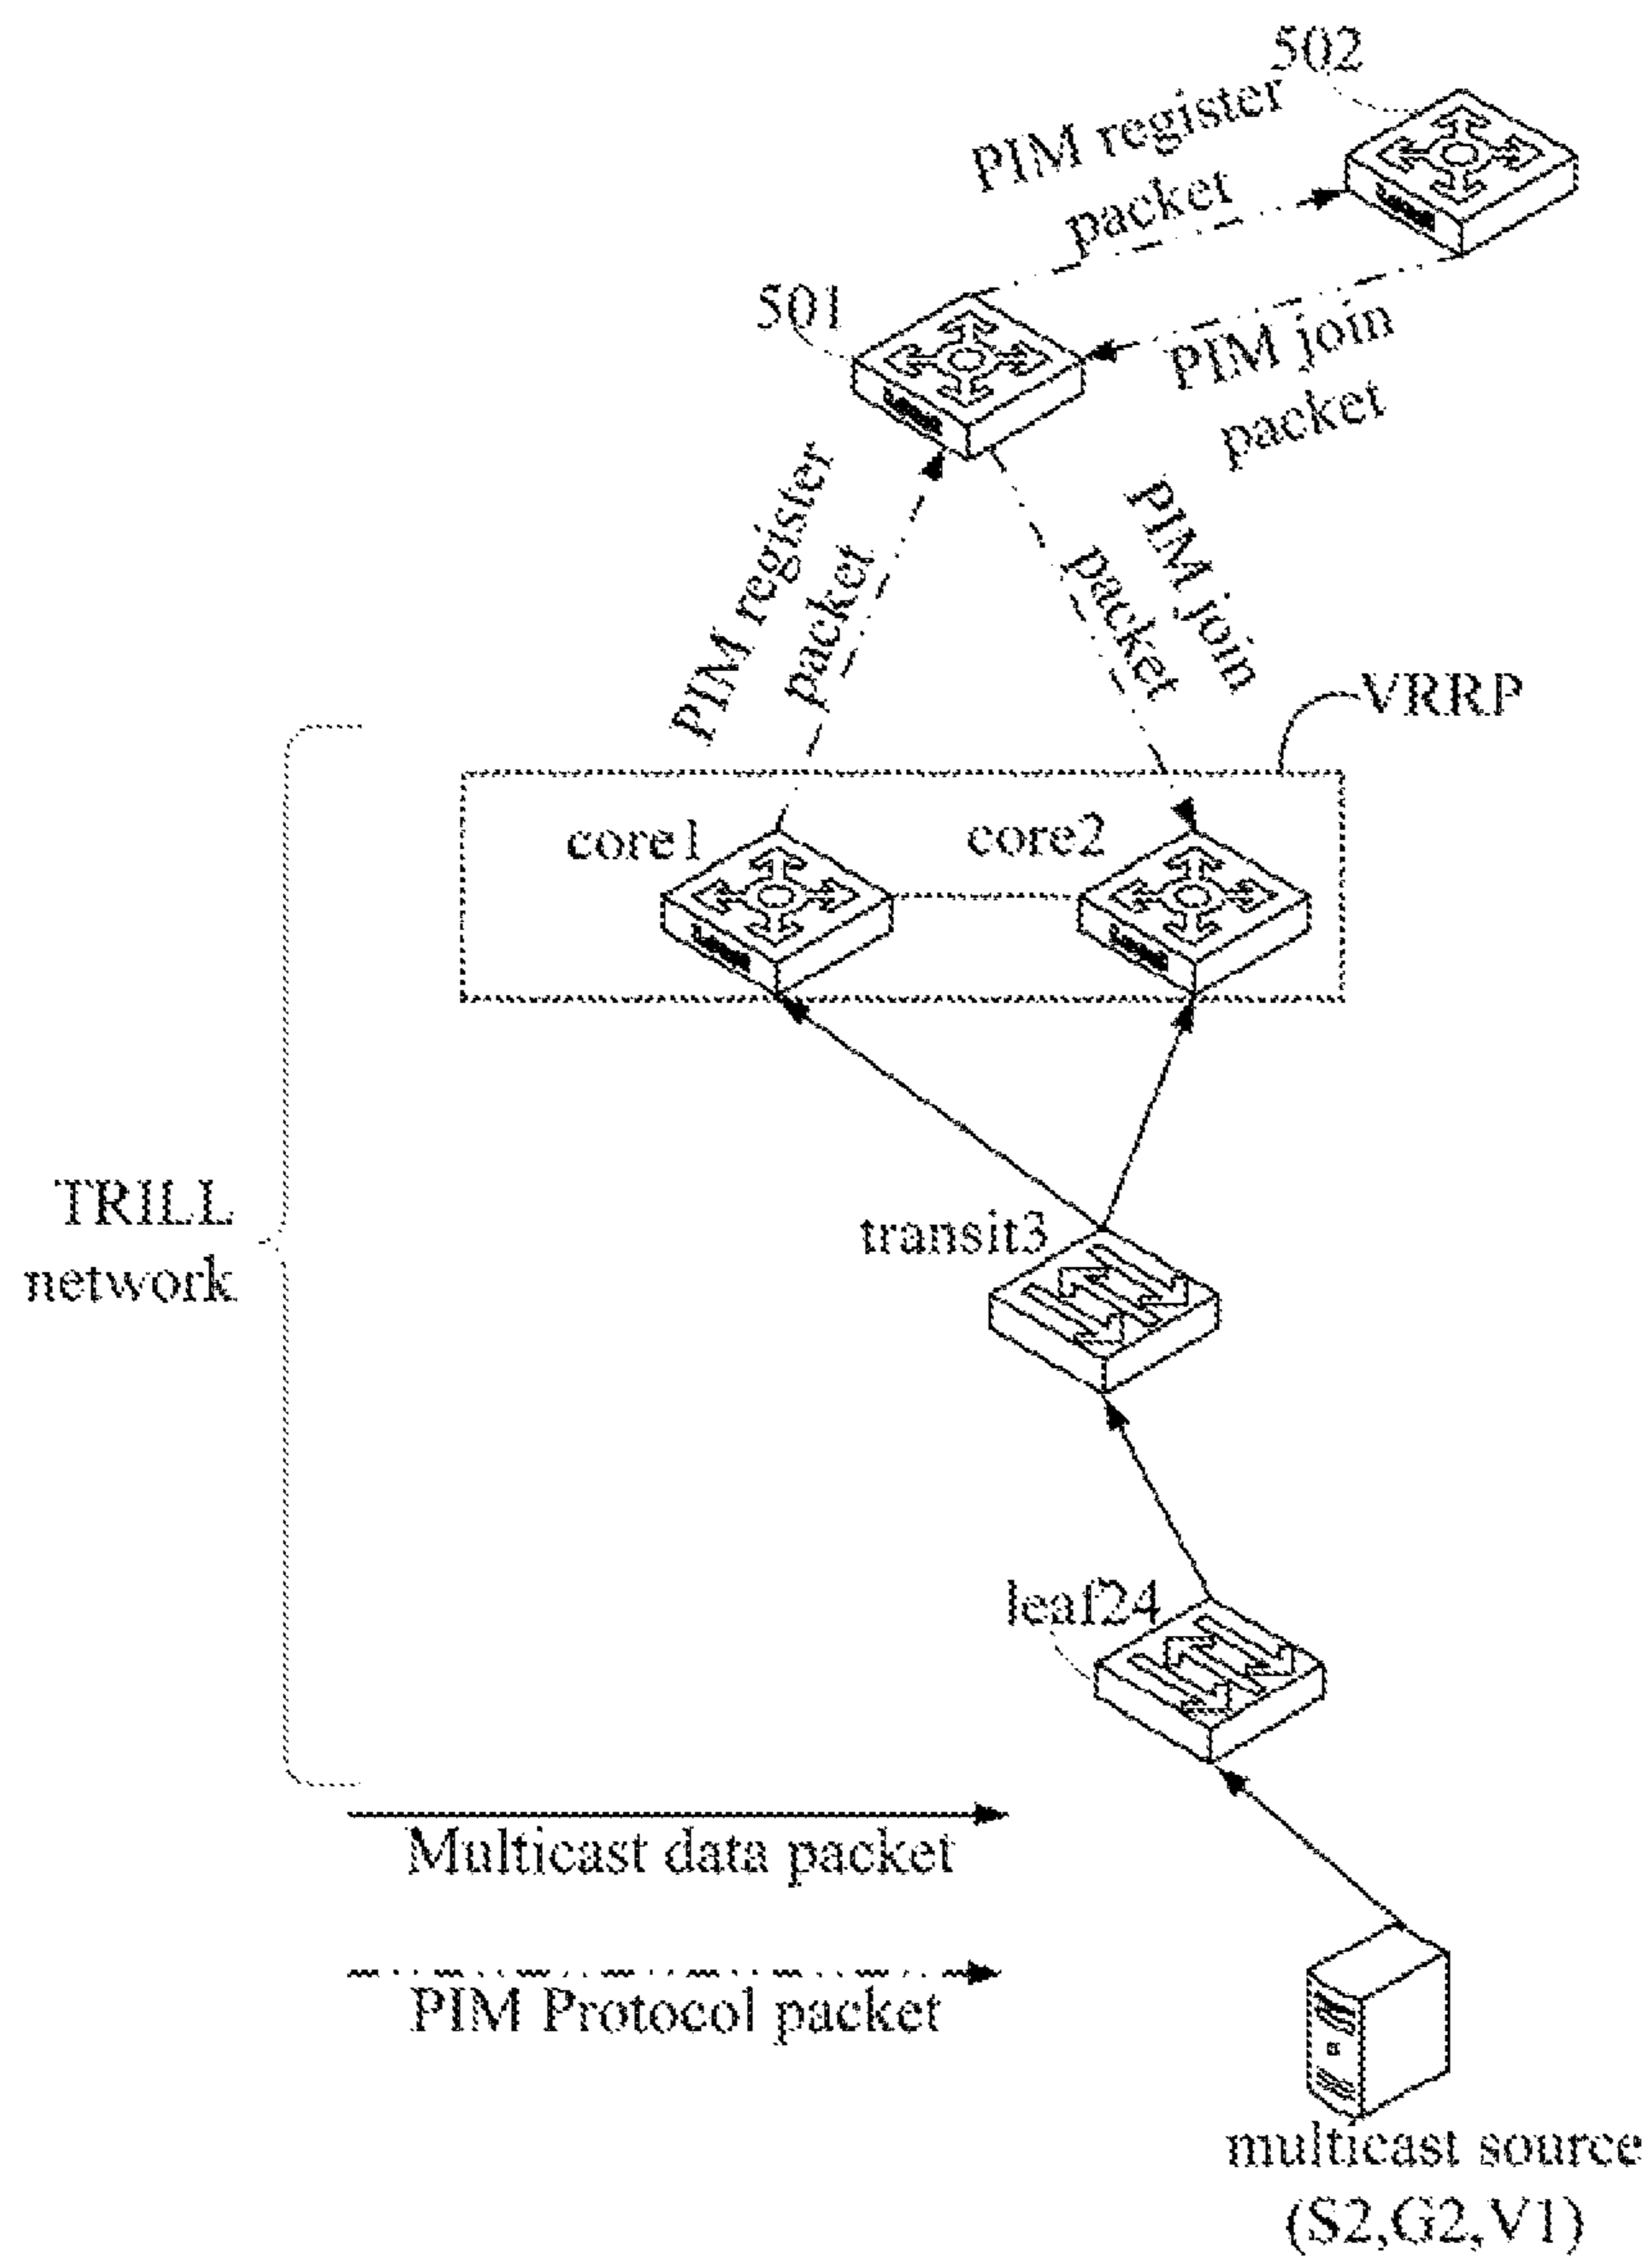 502
PIM register
packet
501
PIM join
packet
PIM register
packet
PIM join
packet
VRRP
core1
core2
TRILL
network
transit3
leaf24
Multicast data packet
PIM Protocol packet
multicast source
(S2,G2,V1)